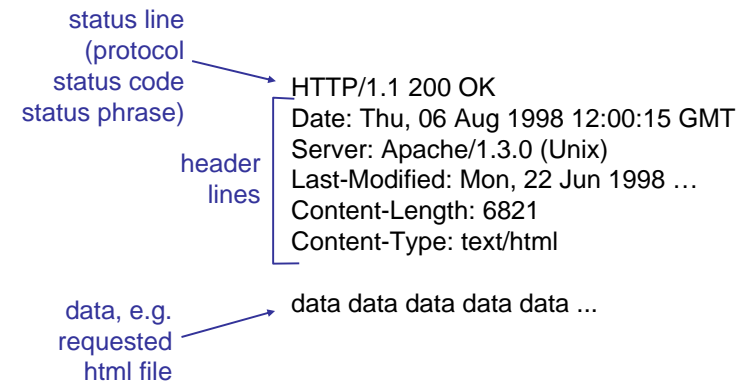 status line
(protocol
status code
status phrase)
HTTP/1.1 200 OK
Date: Thu, 06 Aug 1998 12:00:15 GMT
Server: Apache/1.3.0 (Unix)
Last-Modified: Mon, 22 Jun 1998 …
Content-Length: 6821
Content-Type: text/html
header
lines
data data data data data ...
data, e.g.
requested
html file